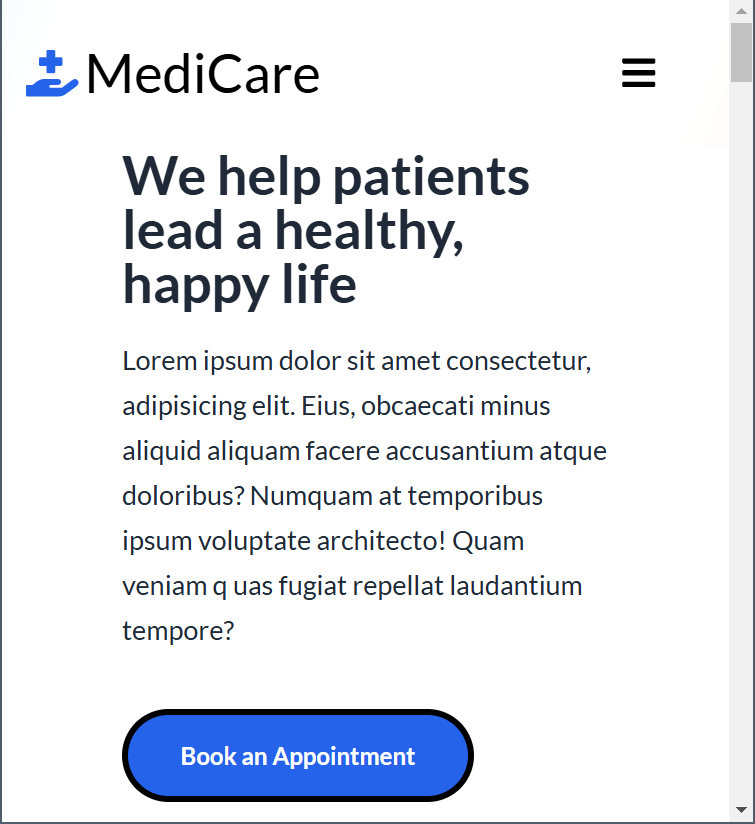 MediCare
We help patients
lead a healthy,
happy life
Lorem ipsum dolor sit amet consectetur,
adipisicing elit. Eius, obcaecati minus
aliquid aliquam facere accusantium atque
doloribus? Numquam at temporibus
ipsum voluptate architecto! Quam
veniam q uas fugiat repellat laudantium
tempore?
Book an Appointment